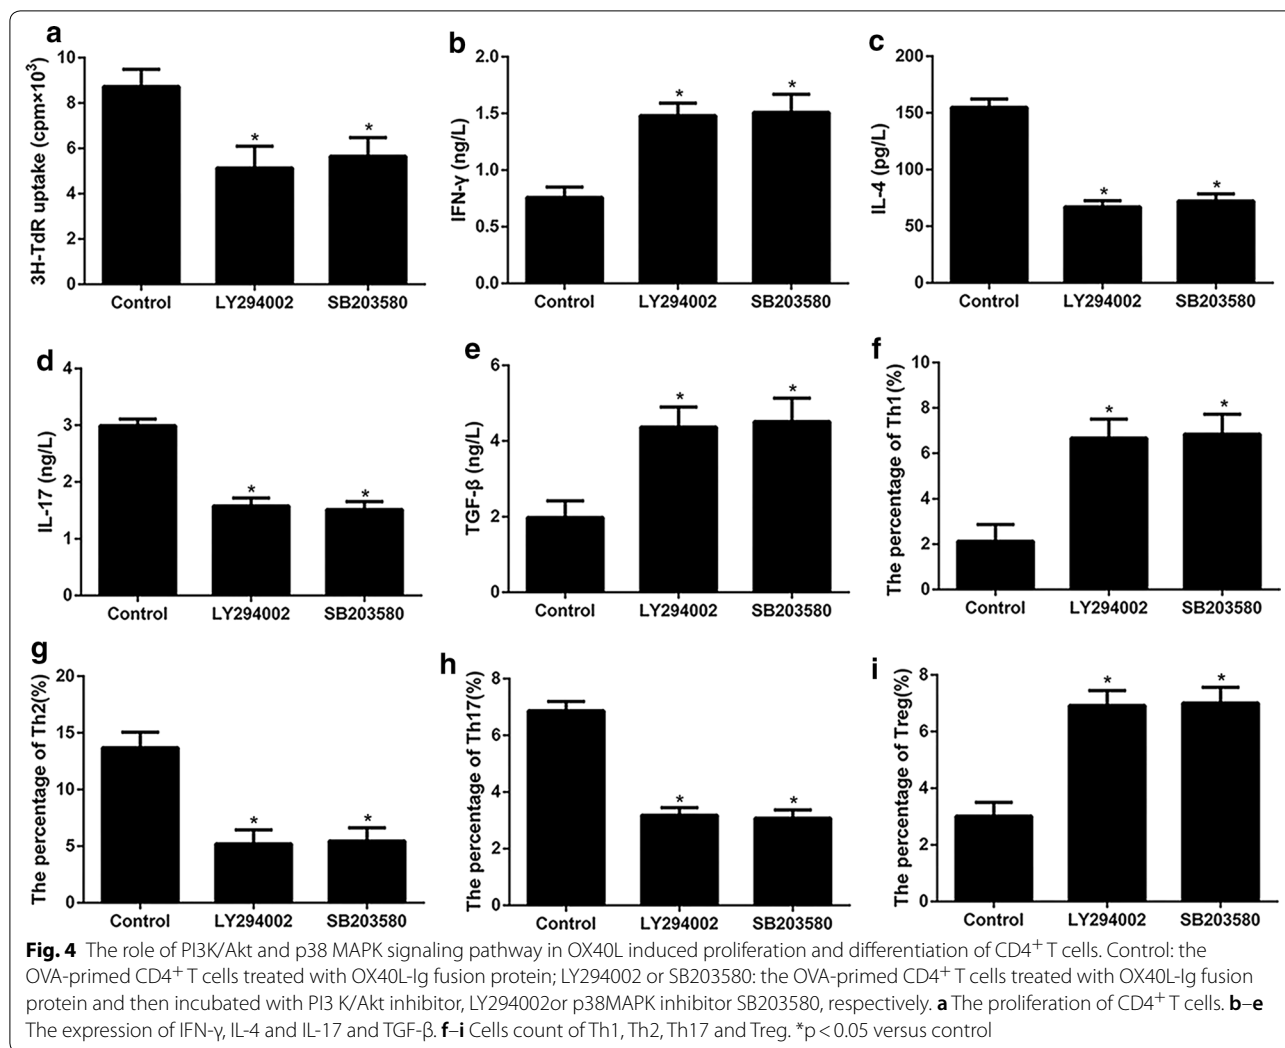 a
3H-TdR uptake (cpm×10³)
10
8
6
4
2
0
*
*
Control LY294002 SB203580
b
IFN-γ (ng/L)
2.0
1.5
1.0
0.5
0.0
*
*
Control LY294002 SB203580
c
IL-4 (pg/L)
200
150
100
50
0
*
*
Control LY294002 SB203580
d
IL-17 (ng/L)
4
3
2
1
0
*
*
Control LY294002 SB203580
e
TGF-β (ng/L)
6
4
2
0
*
*
Control LY294002 SB203580
f
The percentage of Th1(%)
10
8
6
4
2
0
*
*
Control LY294002 SB203580
g
The percentage of Th2(%)
20
15
10
5
0
*
*
Control LY294002 SB203580
h
The percentage of Th17(%)
8
6
4
2
0
*
*
Control LY294002 SB203580
i
The percentage of Treg(%)
8
6
4
2
0
*
*
Control LY294002 SB203580
Fig. 4 The role of PI3K/Akt and p38 MAPK signaling pathway in OX40L induced proliferation and differentiation of CD4⁺ T cells. Control: the
OVA-primed CD4⁺ T cells treated with OX40L-Ig fusion protein; LY294002 or SB203580: the OVA-primed CD4⁺ T cells treated with OX40L-Ig fusion
protein and then incubated with PI3 K/Akt inhibitor, LY294002or p38MAPK inhibitor SB203580, respectively. a The proliferation of CD4⁺ T cells. b–e
The expression of IFN-γ, IL-4 and IL-17 and TGF-β. f–i Cells count of Th1, Th2, Th17 and Treg. *p < 0.05 versus control